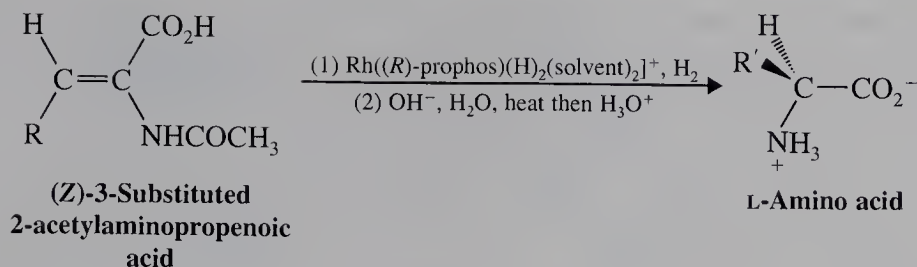 H CO₂H
C=C
R NHCOCH₃
(Z)-3-Substituted
2-acetylaminopropenoic
acid
(1) Rh((R)-prophos)(H)₂(solvent)₂]⁺, H₂
(2) OH⁻, H₂O, heat then H₃O⁺
H
R′ C—CO₂⁻
NH₃
+
L-Amino acid